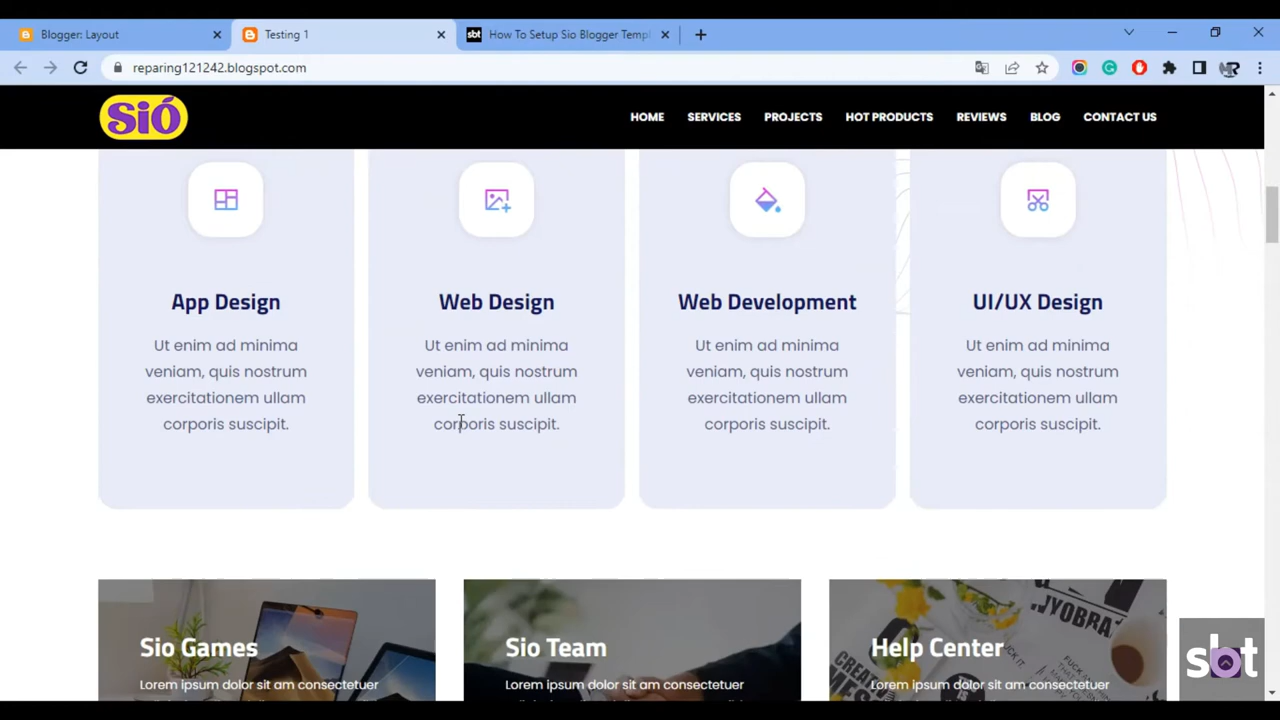 Blogger: Layout
Testing 1
sbt How To Setup Sio Blogger Templ
reparing121242.blogspot.com
SIÓ
HOME SERVICES PROJECTS HOT PRODUCTS REVIEWS BLOG CONTACT US
App Design
Ut enim ad minima
veniam, quis nostrum
exercitationem ullam
corporis suscipit.
Web Design
Ut enim ad minima
veniam, quis nostrum
exercitationem ullam
corporis suscipit.
Web Development
Ut enim ad minima
veniam, quis nostrum
exercitationem ullam
corporis suscipit.
UI/UX Design
Ut enim ad minima
veniam, quis nostrum
exercitationem ullam
corporis suscipit.
Sio Games
Lorem ipsum dolor sit am consectetuer
Sio Team
Lorem ipsum dolor sit am consectetuer
Help Center
Lorem ipsum dolor sit am consectetuer
sbt